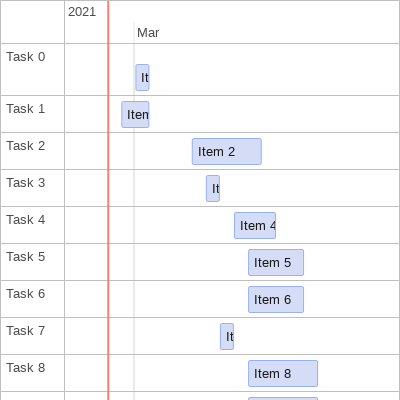 2021
Mar
Task 0
It
Task 1
Item
Task 2
Item 2
Task 3
It
Task 4
Item 4
Task 5
Item 5
Task 6
Item 6
Task 7
It
Task 8
Item 8